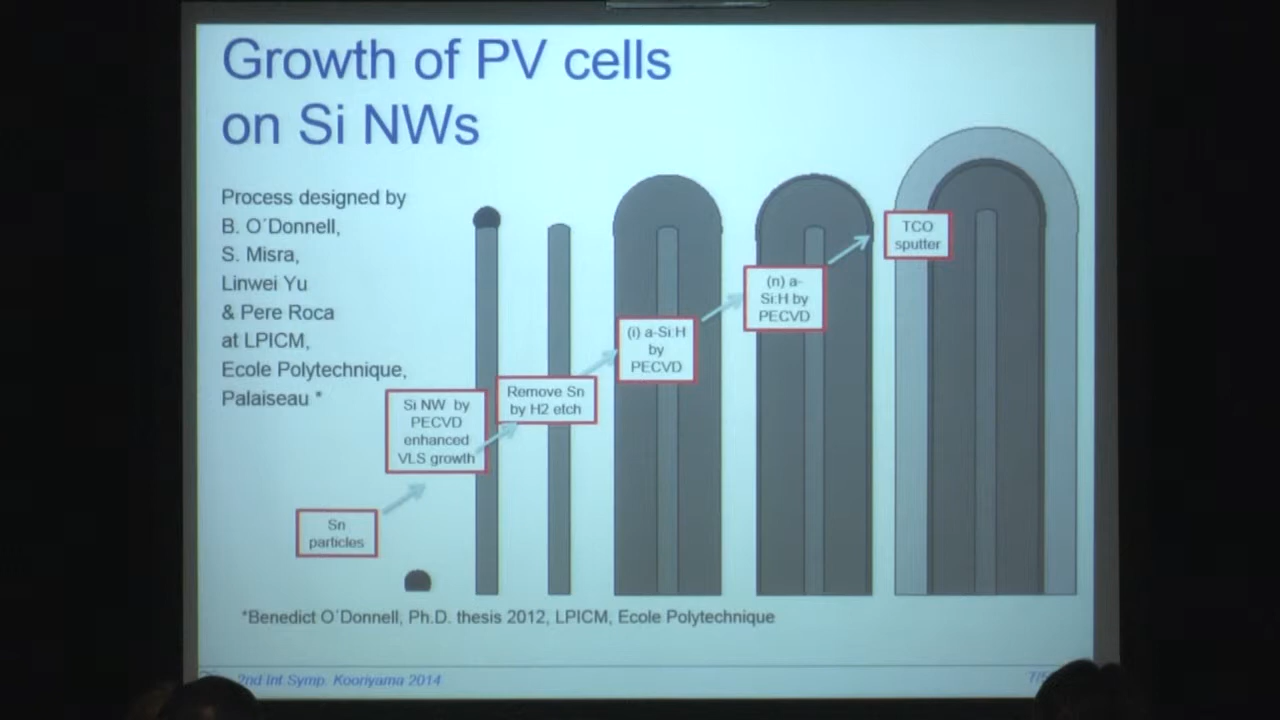 Growth of PV cells
on Si NWs
Process designed by
B. O´Donnell,
S. Misra,
Linwei Yu
& Pere Roca
at LPICM,
Ecole Polytechnique,
Palaiseau *
Sn
particles
Si NW by
PECVD
enhanced
VLS growth
Remove Sn
by H2 etch
(i) a-Si:H
by
PECVD
(n) a-
Si:H by
PECVD
TCO
sputter
*Benedict O´Donnell, Ph.D. thesis 2012, LPICM, Ecole Polytechnique
2nd Int.Symp. Kooriyama 2014